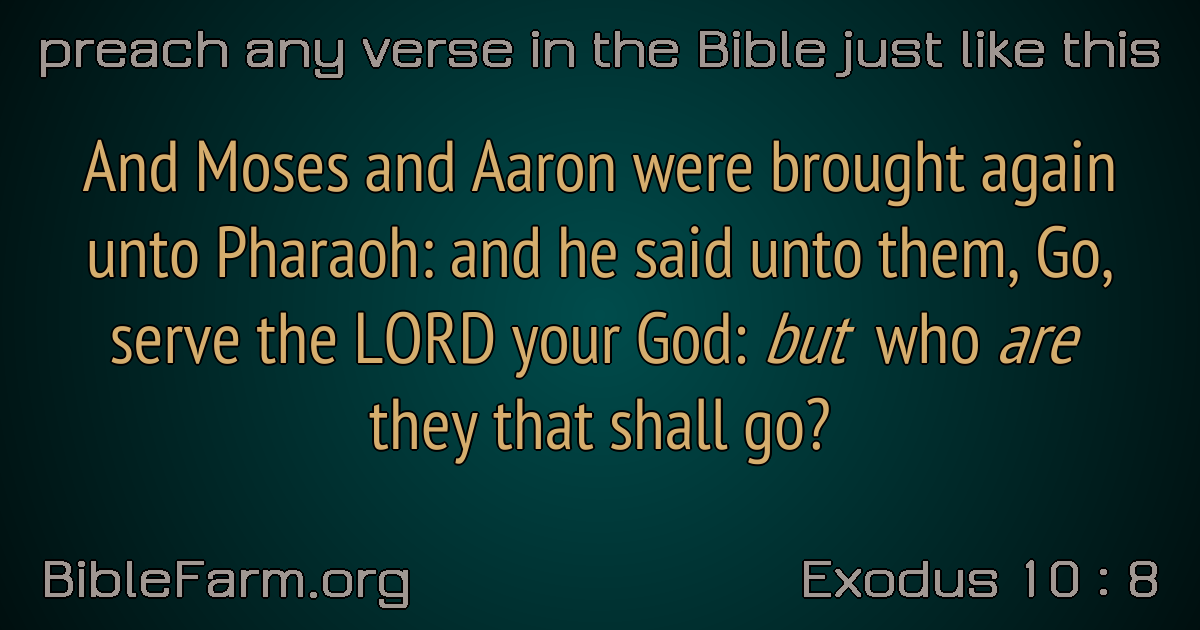 preach any verse in the Bible just like this
And Moses and Aaron were brought again
unto Pharaoh: and he said unto them, Go,
serve the LORD your God: but who are
they that shall go?
BibleFarm.org
Exodus 10 : 8